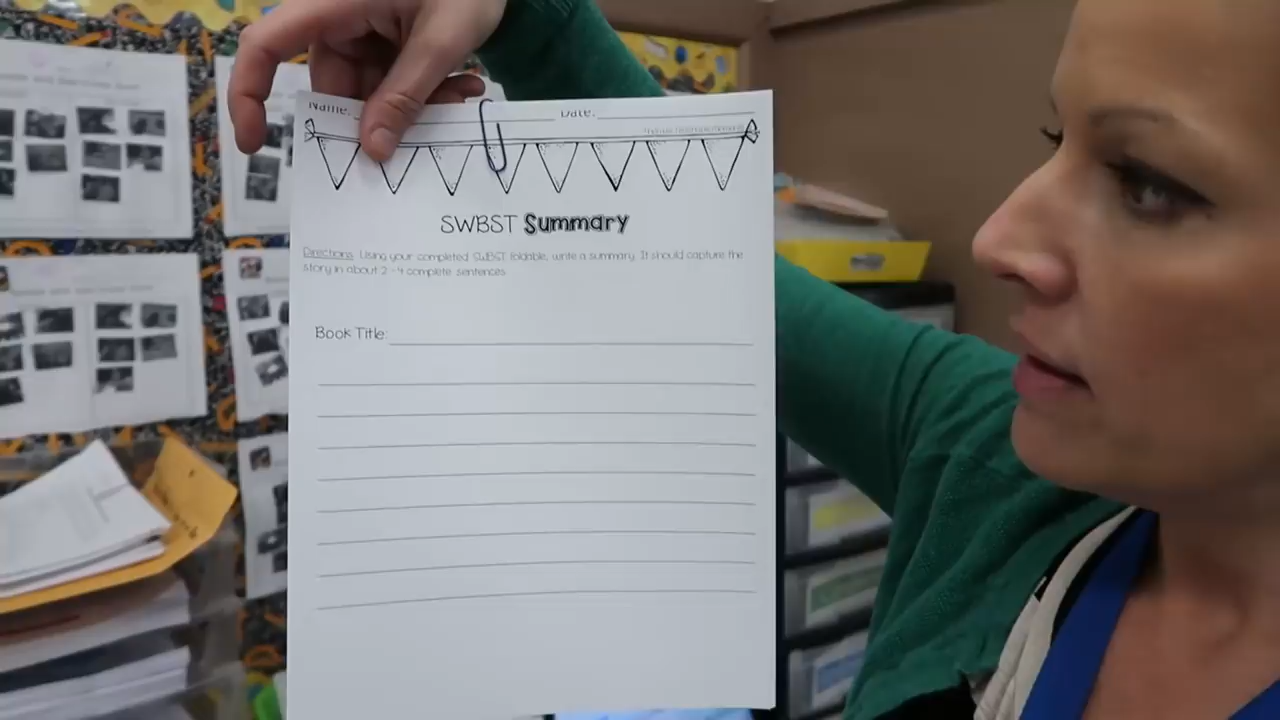 Name: Date:
SWBST Summary
Directions: Using your completed SWBST foldable, write a summary. It should capture the
story in about 2 - 4 complete sentences.
Book Title: